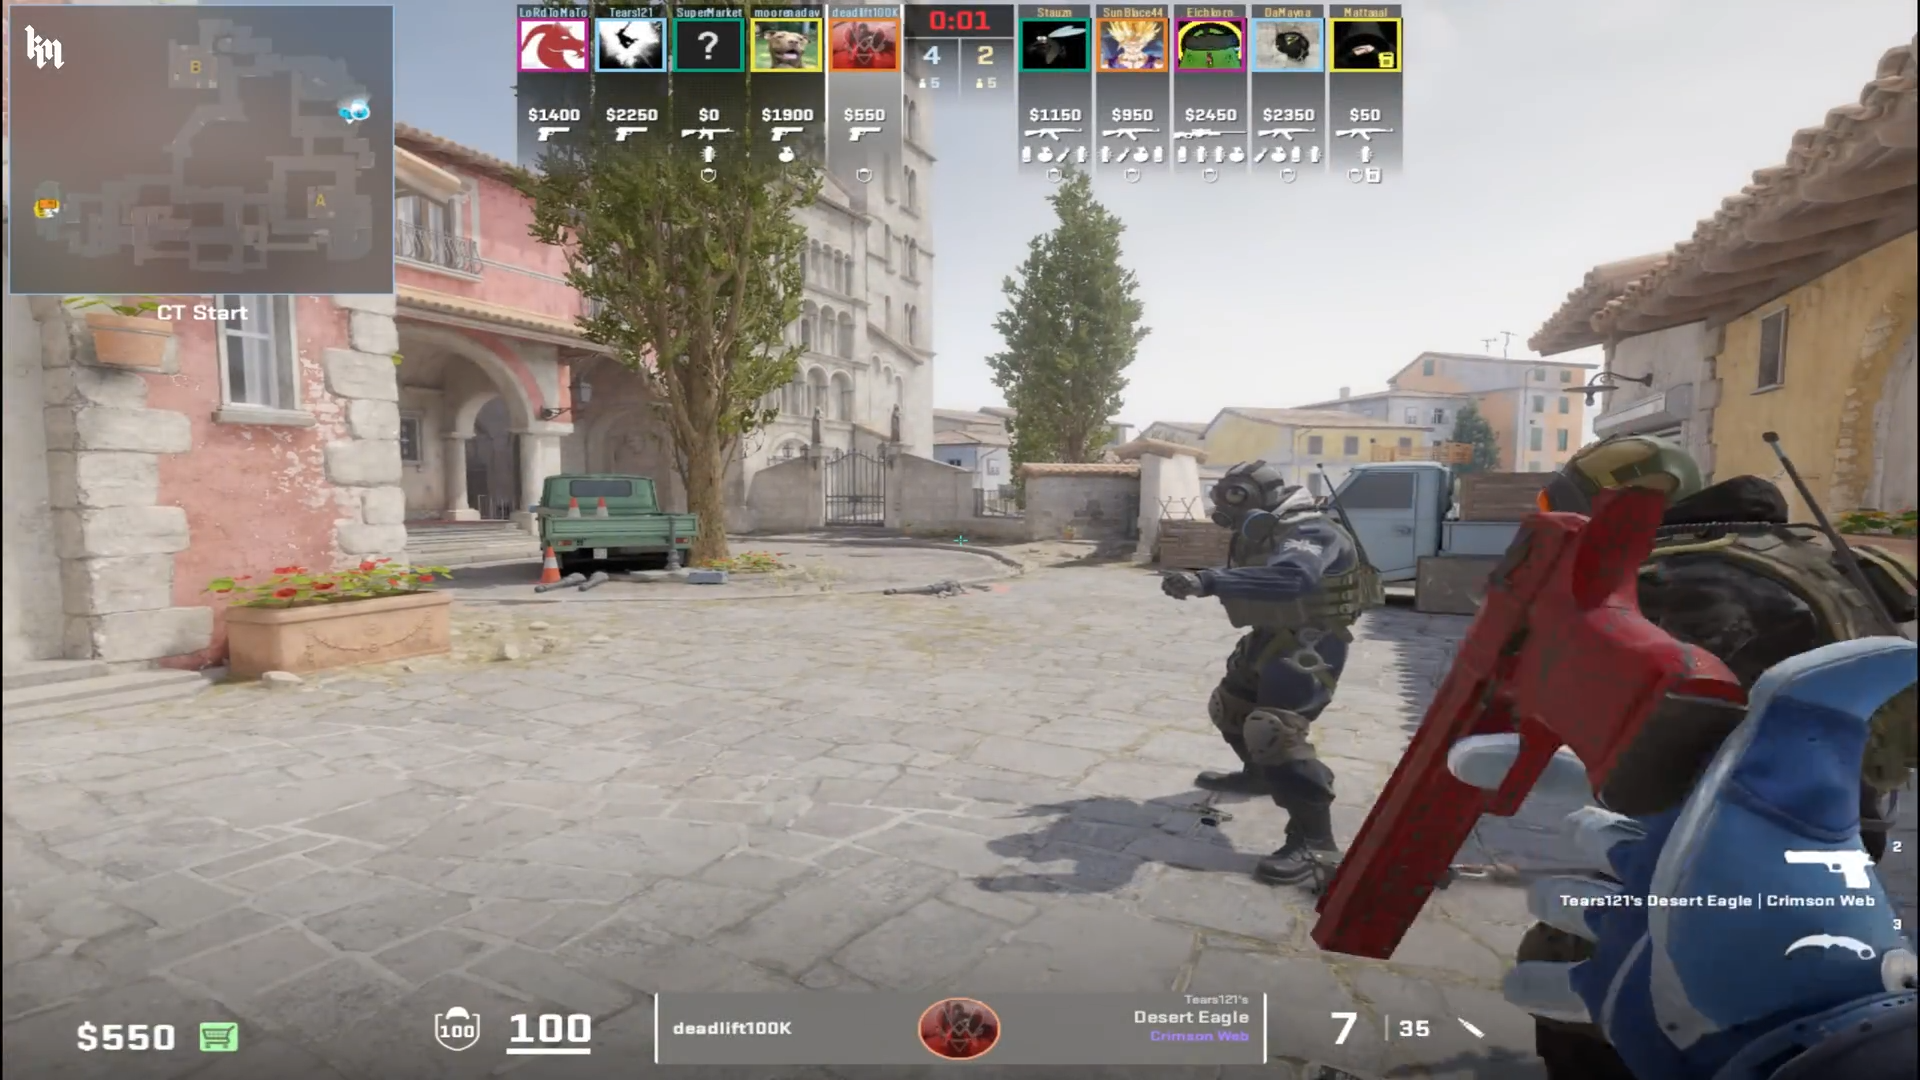 B
A
CT Start
LoRdToMaTo
Tears121
SuperMarket
moorenadav
deadlift100K
0:01
4
2
5
5
Stauzn
SunBlace44
Eichhorn
DaMayna
Mattaaal
?
$1400
$2250
$0
$1900
$550
$1150
$950
$2450
$2350
$50
2
Tears121's Desert Eagle | Crimson Web
3
$550
100
100
deadlift100K
Tears121's
Desert Eagle
Crimson Web
7 | 35